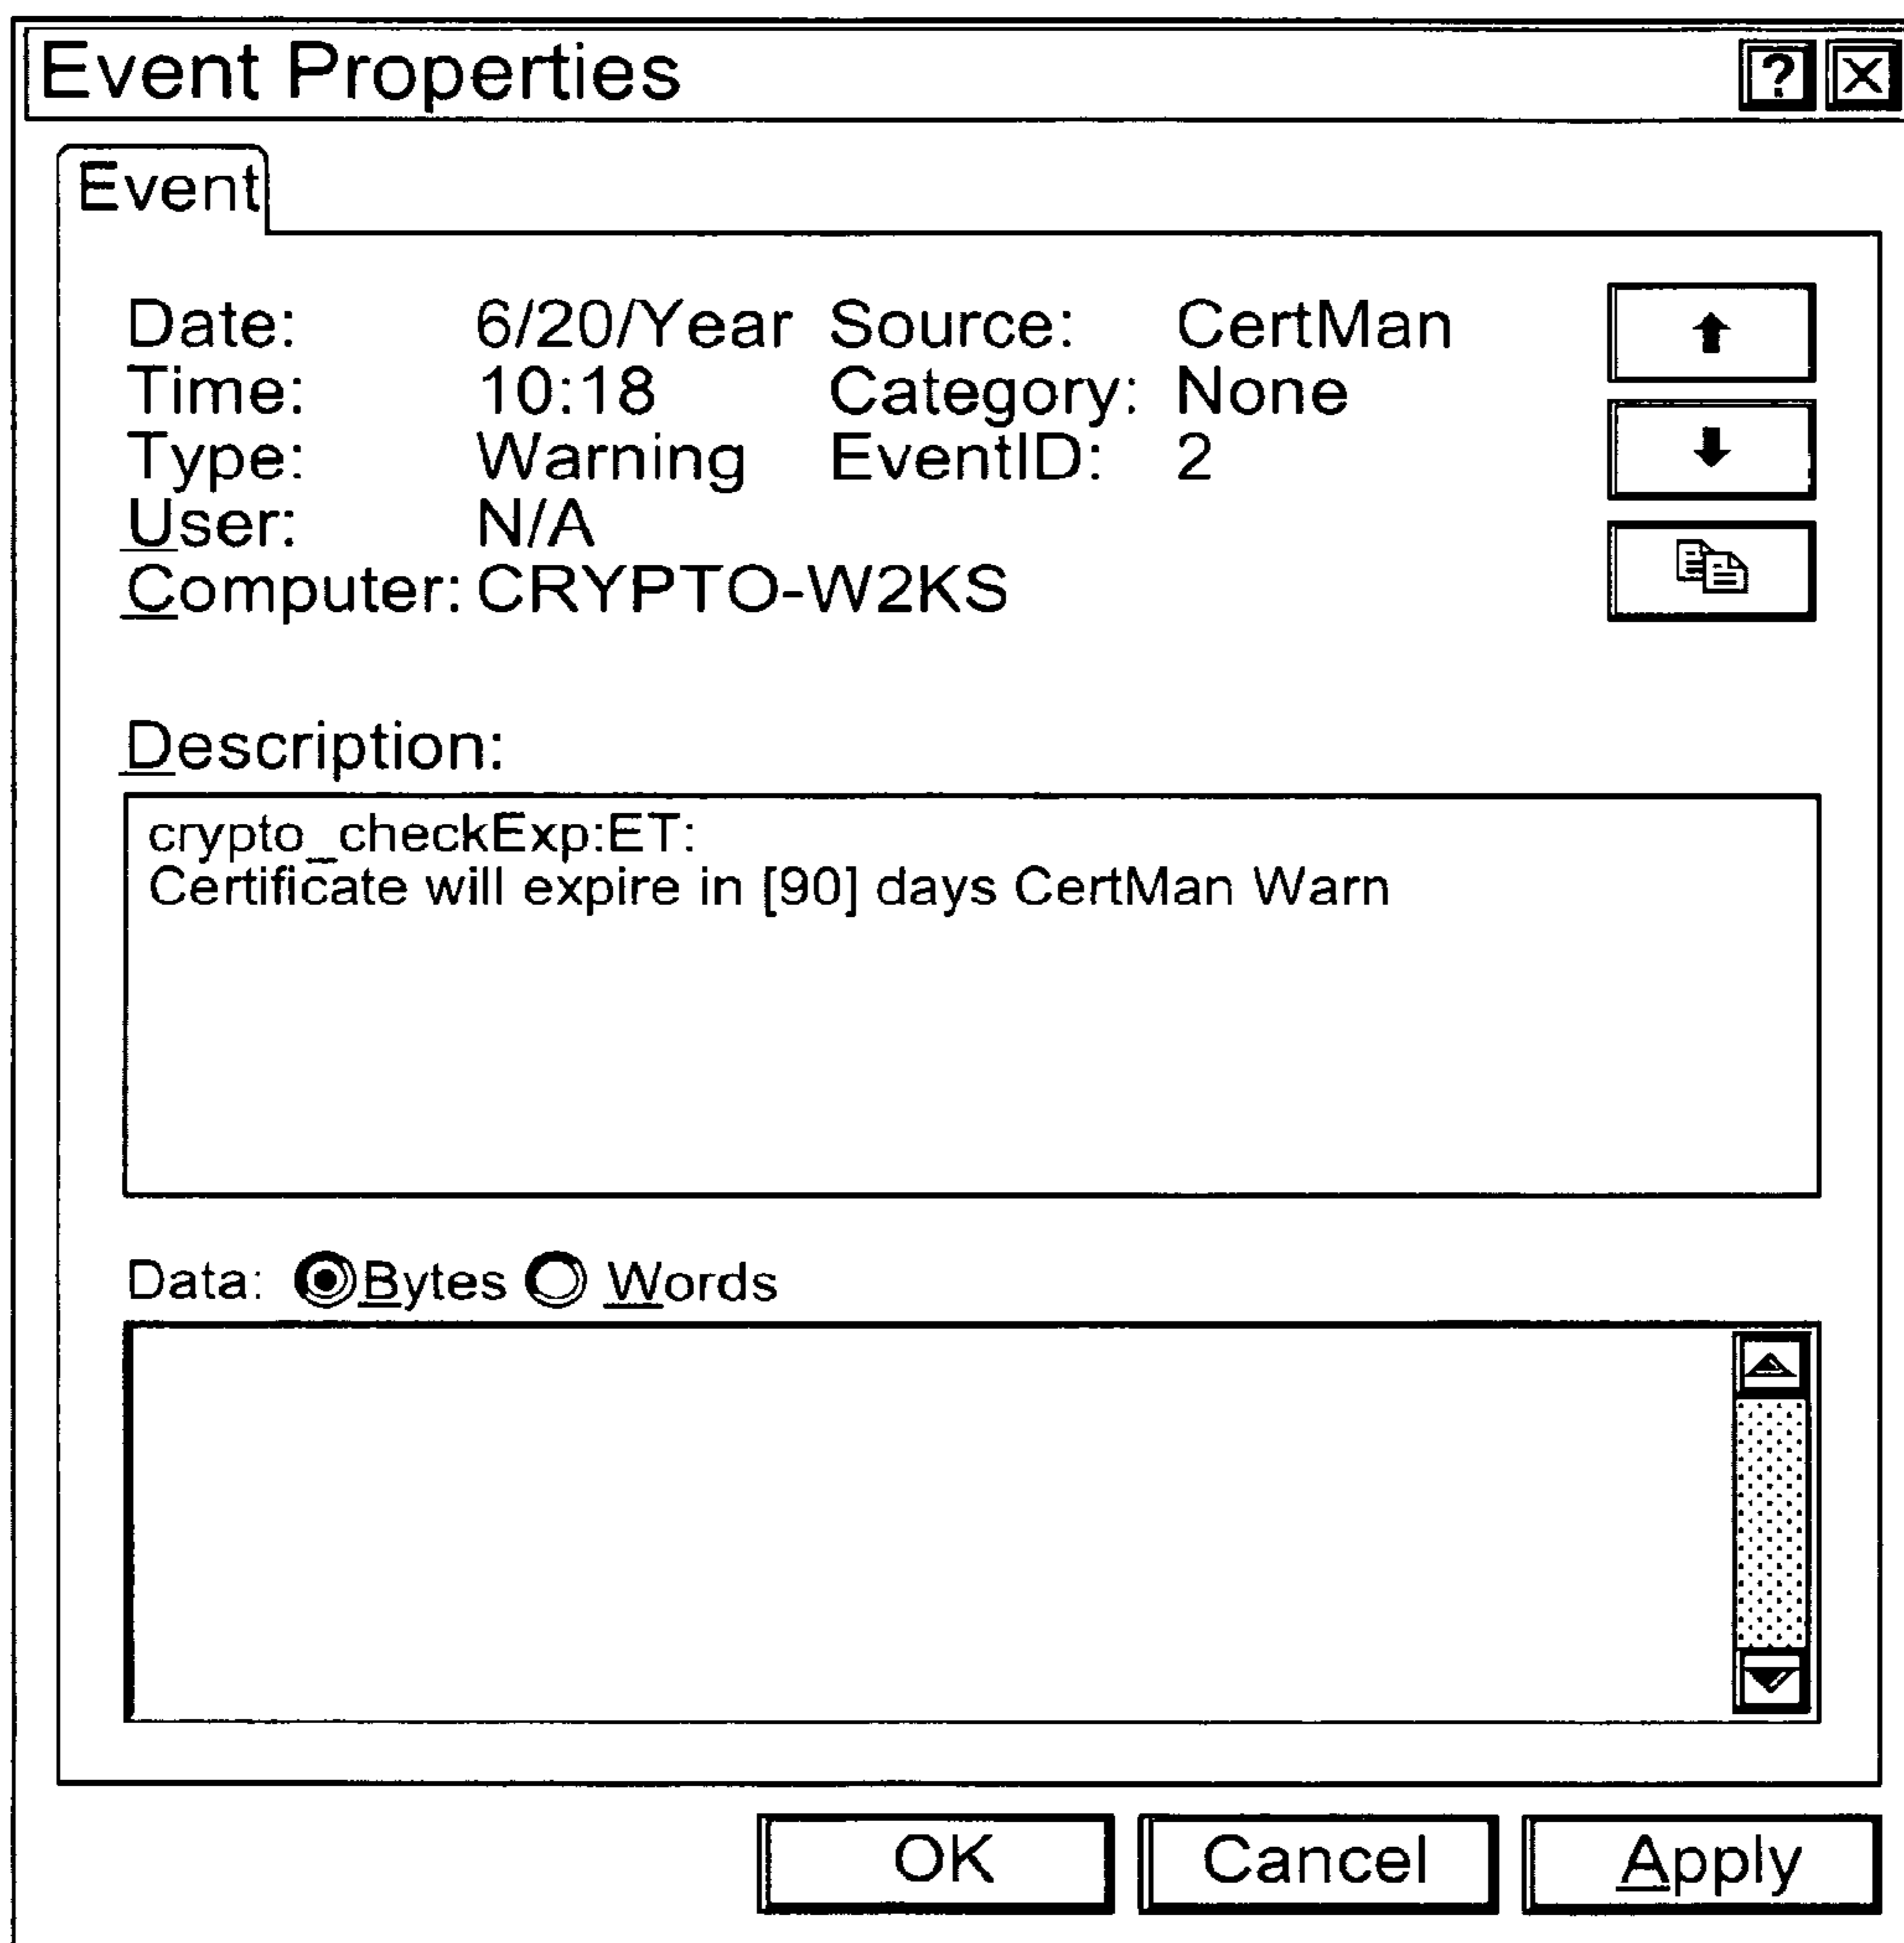 Event Properties ?
Event
Date: 6/20/Year Source: CertMan
Time: 10:18 Category: None
Type: Warning EventID: 2
User: N/A
Computer: CRYPTO-W2KS
Description:
crypto_checkExp:ET:
Certificate will expire in [90] days CertMan Warn
Data: Bytes Words
OK Cancel Apply